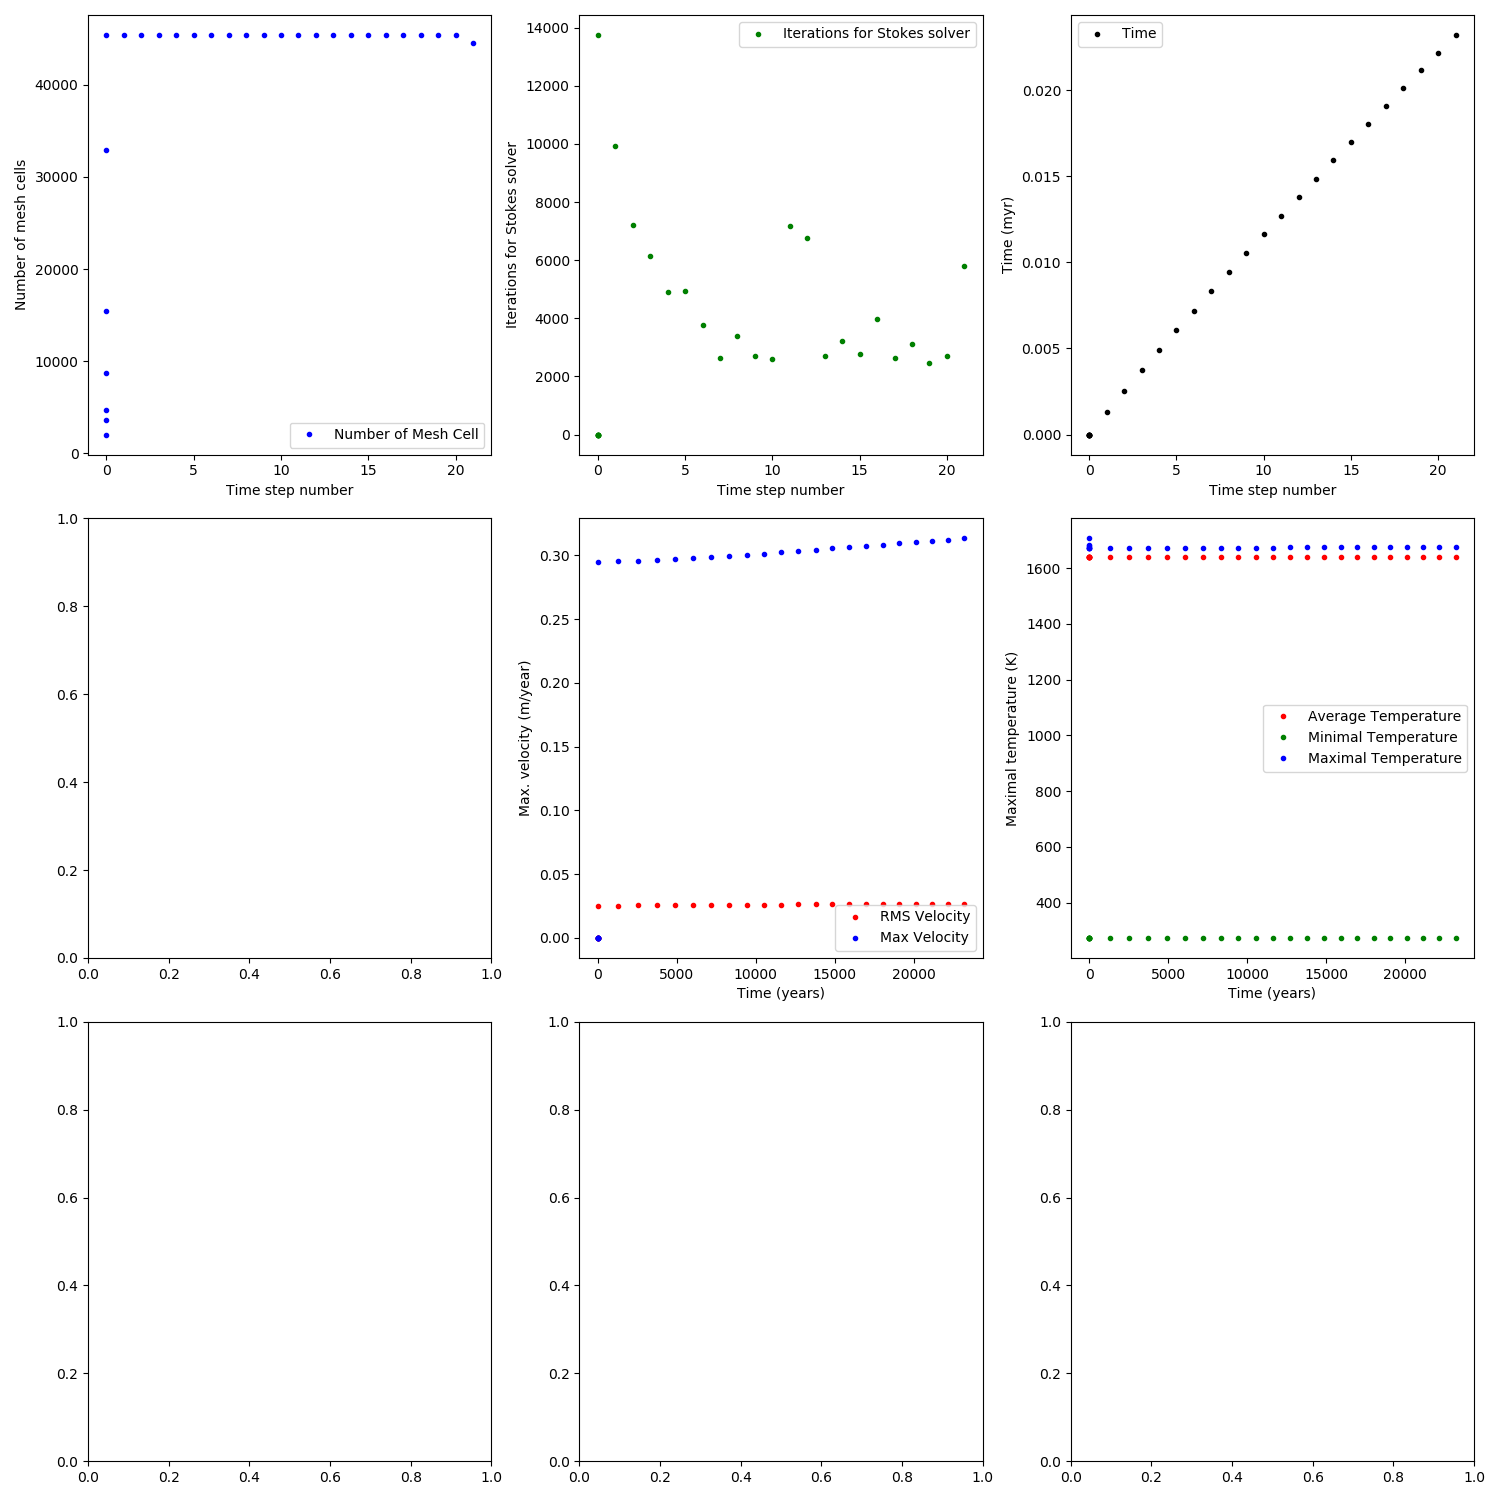 40000
30000
20000
10000
0
Number of mesh cells
Number of Mesh Cell
0 5 10 15 20
Time step number
14000
12000
10000
8000
6000
4000
2000
0
Iterations for Stokes solver
Iterations for Stokes solver
0 5 10 15 20
Time step number
0.020
0.015
0.010
0.005
0.000
Time (myr)
Time
0 5 10 15 20
Time step number
1.0
0.8
0.6
0.4
0.2
0.0
0.0 0.2 0.4 0.6 0.8 1.0
0.30
0.25
0.20
0.15
0.10
0.05
0.00
Max. velocity (m/year)
RMS Velocity
Max Velocity
0 5000 10000 15000 20000
Time (years)
1600
1400
1200
1000
800
600
400
Maximal temperature (K)
Average Temperature
Minimal Temperature
Maximal Temperature
0 5000 10000 15000 20000
Time (years)
1.0
0.8
0.6
0.4
0.2
0.0
0.0 0.2 0.4 0.6 0.8 1.0
1.0
0.8
0.6
0.4
0.2
0.0
0.0 0.2 0.4 0.6 0.8 1.0
1.0
0.8
0.6
0.4
0.2
0.0
0.0 0.2 0.4 0.6 0.8 1.0